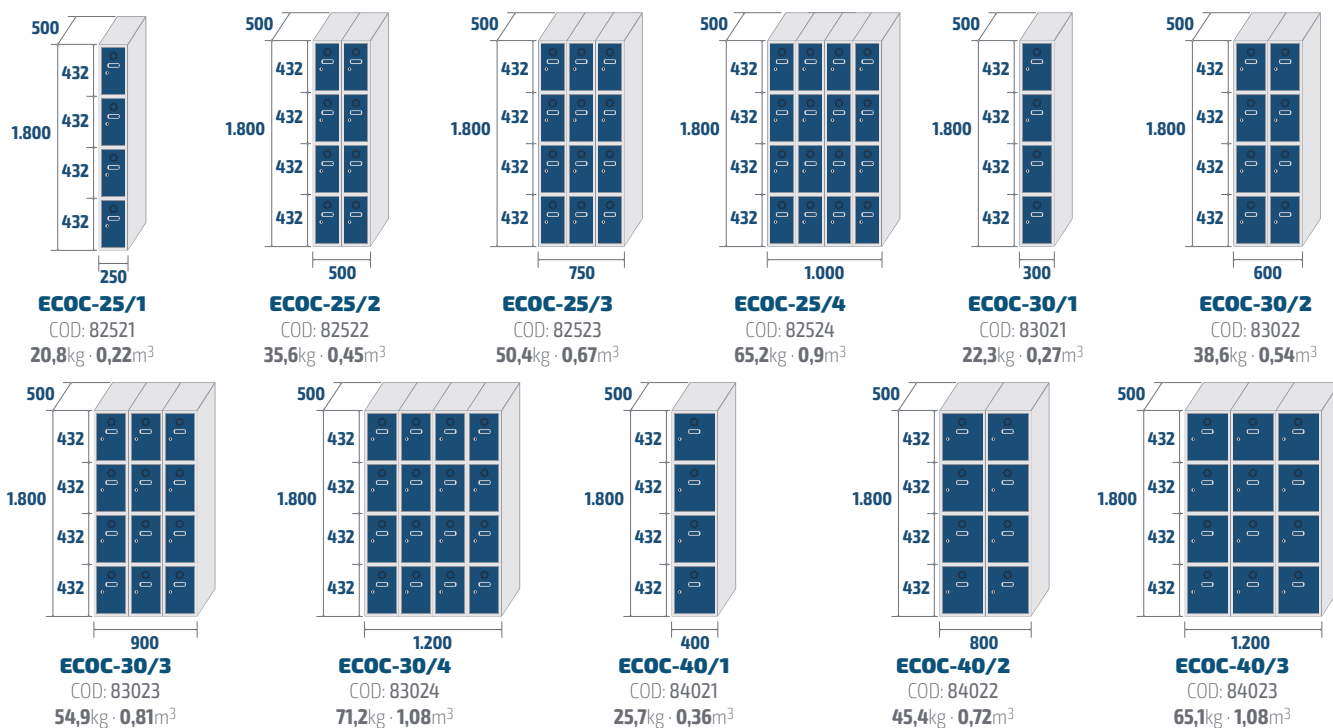 500
432
432
432
432
1.800
250
ECOC-25/1
COD: 82521
20,8kg · 0,22m³
500
432
432
432
432
1.800
500
ECOC-25/2
COD: 82522
35,6kg · 0,45m³
500
432
432
432
432
1.800
750
ECOC-25/3
COD: 82523
50,4kg · 0,67m³
500
432
432
432
432
1.800
1.000
ECOC-25/4
COD: 82524
65,2kg · 0,9m³
500
432
432
432
432
1.800
300
ECOC-30/1
COD: 83021
22,3kg · 0,27m³
500
432
432
432
432
1.800
600
ECOC-30/2
COD: 83022
38,6kg · 0,54m³
500
432
432
432
432
1.800
900
ECOC-30/3
COD: 83023
54,9kg · 0,81m³
500
432
432
432
432
1.800
1.200
ECOC-30/4
COD: 83024
71,2kg · 1,08m³
500
432
432
432
432
1.800
400
ECOC-40/1
COD: 84021
25,7kg · 0,36m³
500
432
432
432
432
1.800
800
ECOC-40/2
COD: 84022
45,4kg · 0,72m³
500
432
432
432
432
1.800
1.200
ECOC-40/3
COD: 84023
65,1kg · 1,08m³